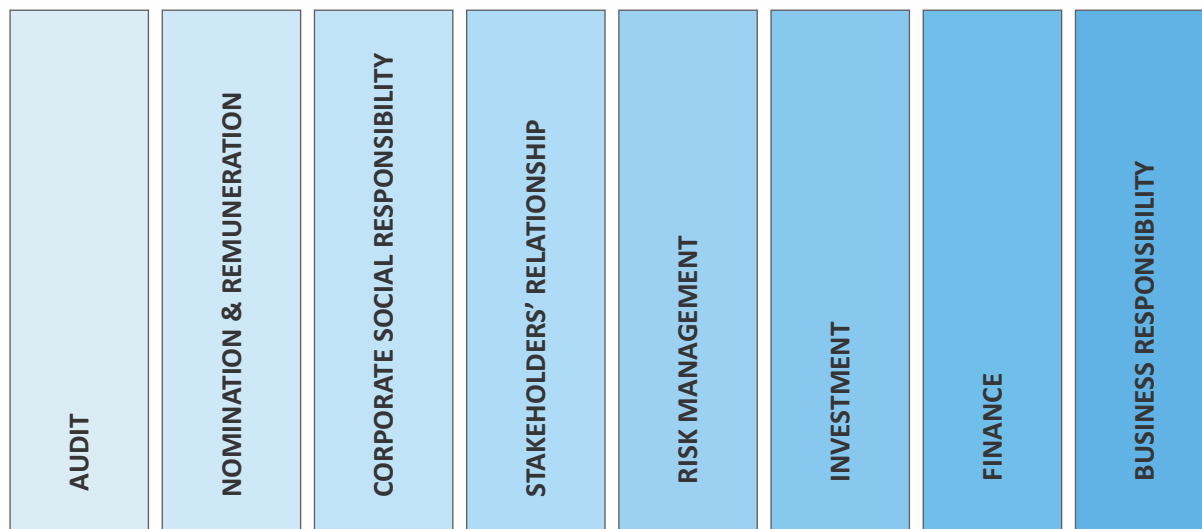 AUDIT
NOMINATION & REMUNERATION
CORPORATE SOCIAL RESPONSIBILITY
STAKEHOLDERS’ RELATIONSHIP
RISK MANAGEMENT
INVESTMENT
FINANCE
BUSINESS RESPONSIBILITY